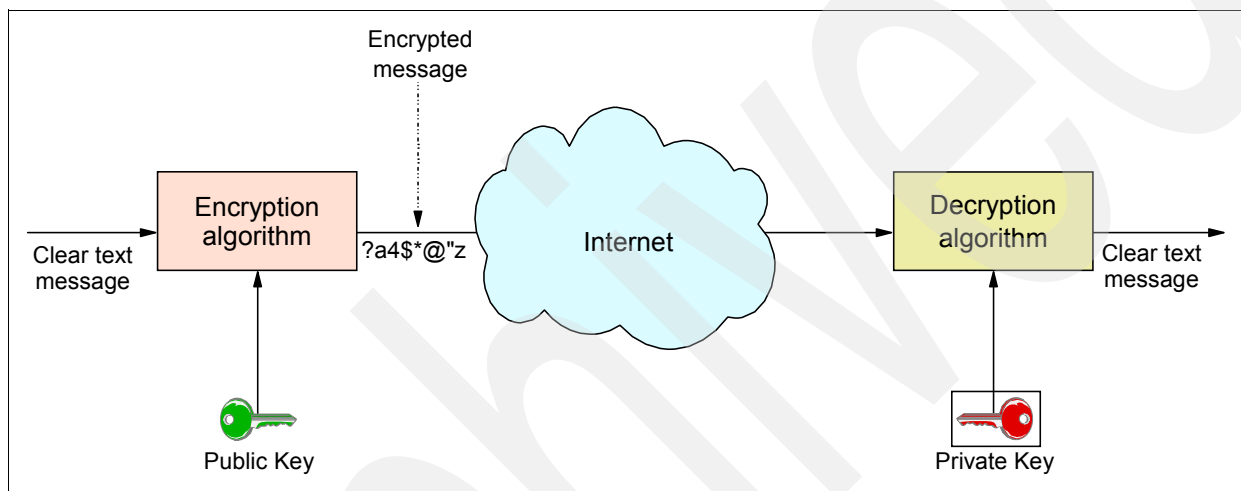 Encrypted
message
Encryption
algorithm
Clear text
message
?a4$*@"z
Internet
Decryption
algorithm
Clear text
message
Public Key
Private Key